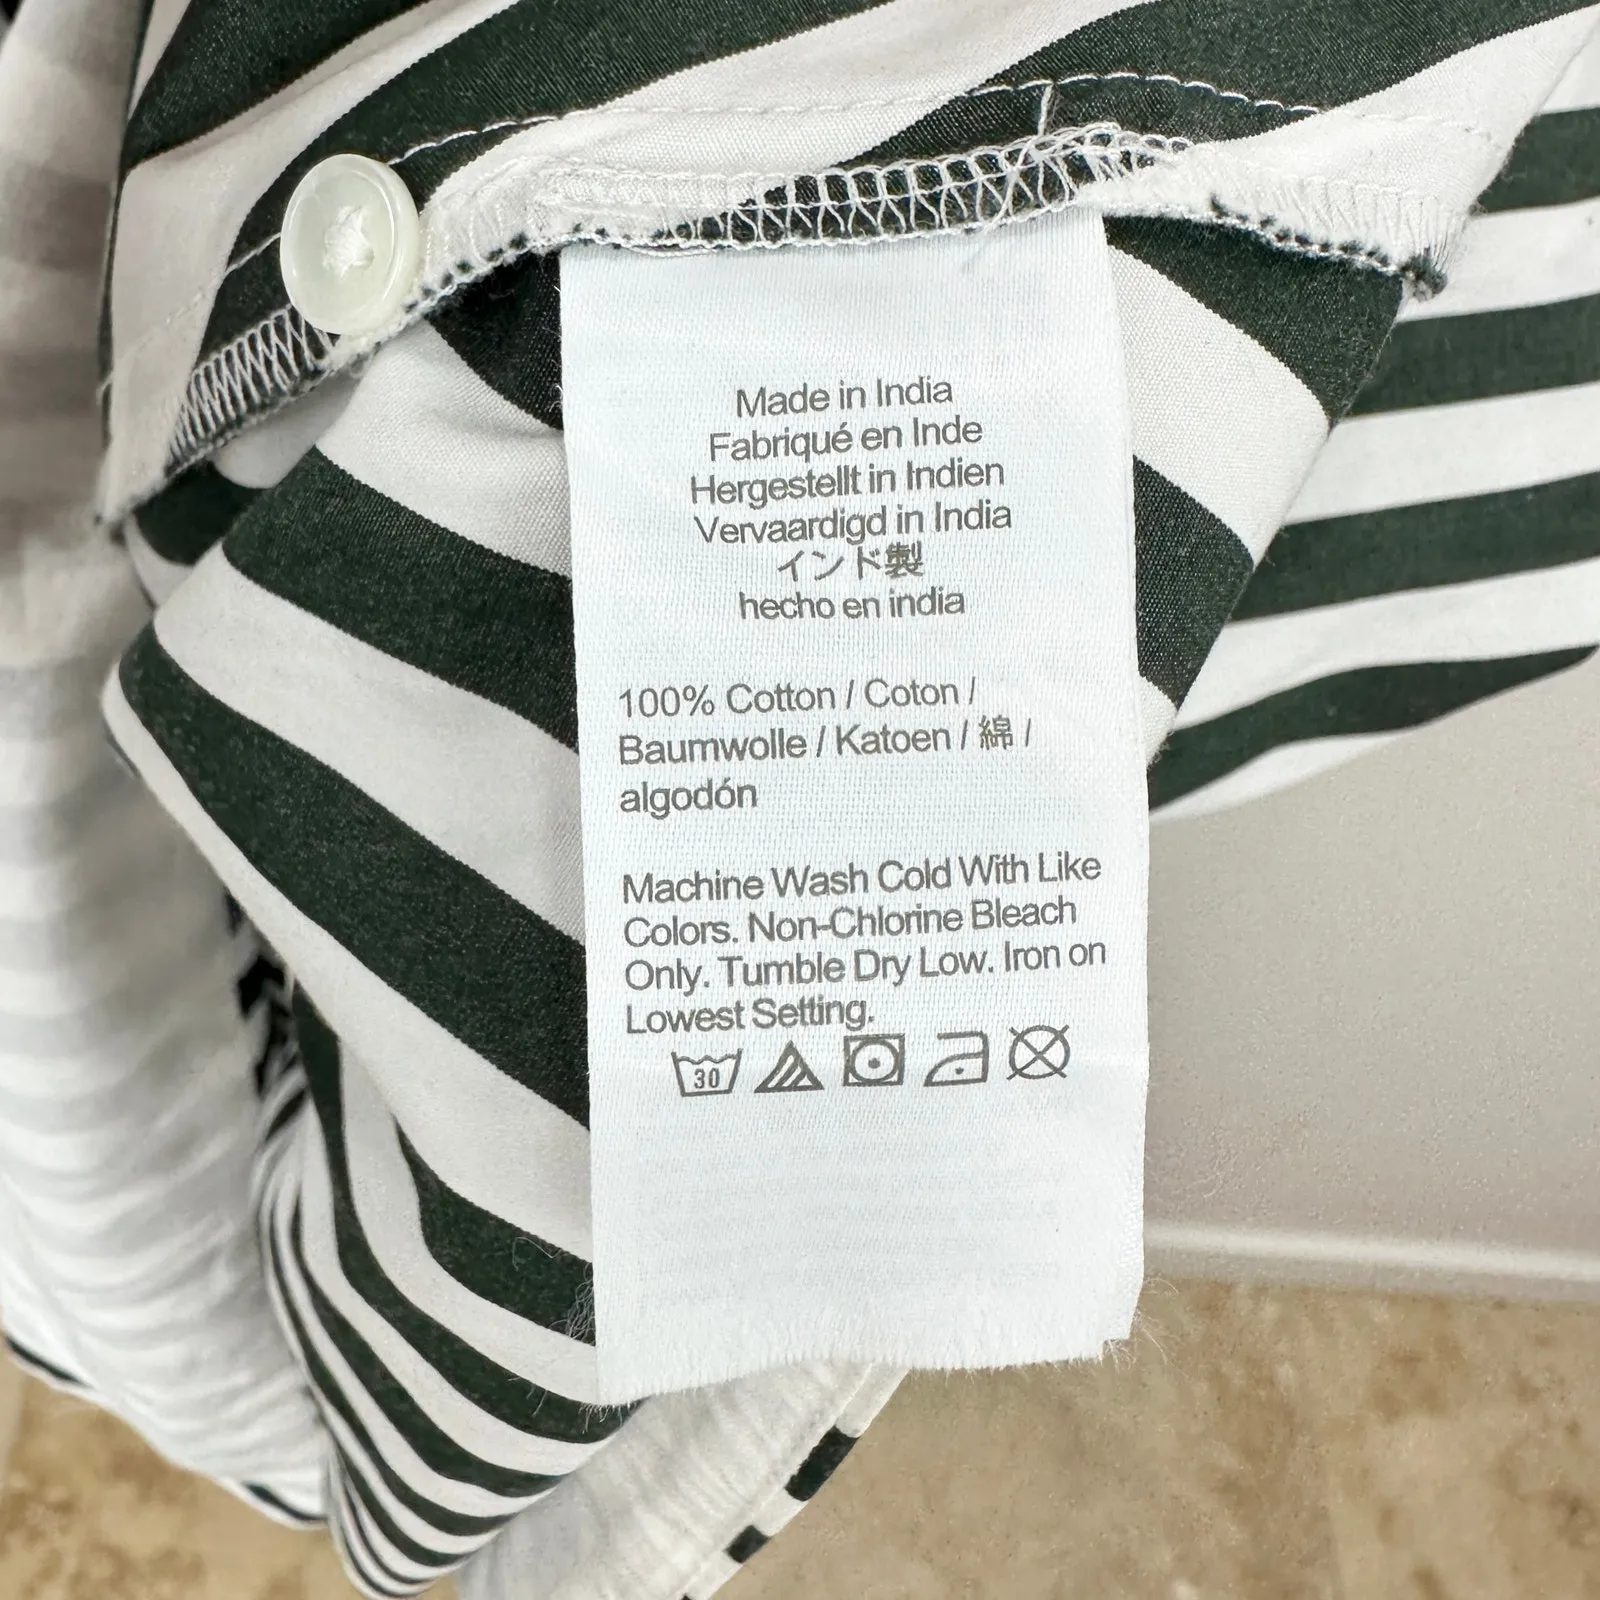 Made in India
Fabriqué en Inde
Hergestellt in Indien
Vervaardigd in India
インド製
hecho en india
100% Cotton / Coton /
Baumwolle / Katoen / 綿 /
algodón
Machine Wash Cold With Like
Colors. Non-Chlorine Bleach
Only. Tumble Dry Low. Iron on
Lowest Setting.
30